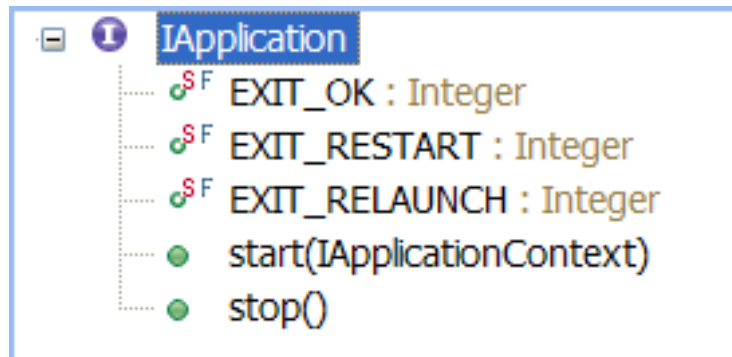 I IApplication
S F EXIT_OK : Integer
S F EXIT_RESTART : Integer
S F EXIT_RELAUNCH : Integer
start(IApplicationContext)
stop()